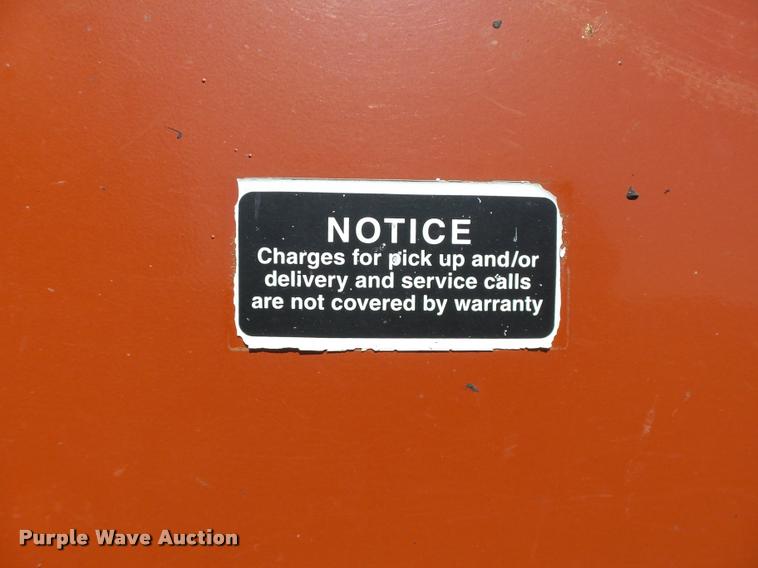 NOTICE
Charges for pick up and/or
delivery and service calls
are not covered by warranty
Purple Wave Auction